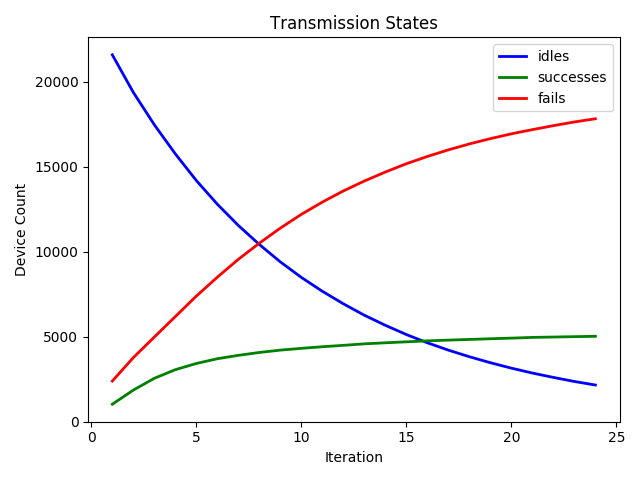 Transmission States
idles
successes
fails
Device Count
20000
15000
10000
5000
0
0 5 10 15 20 25
Iteration